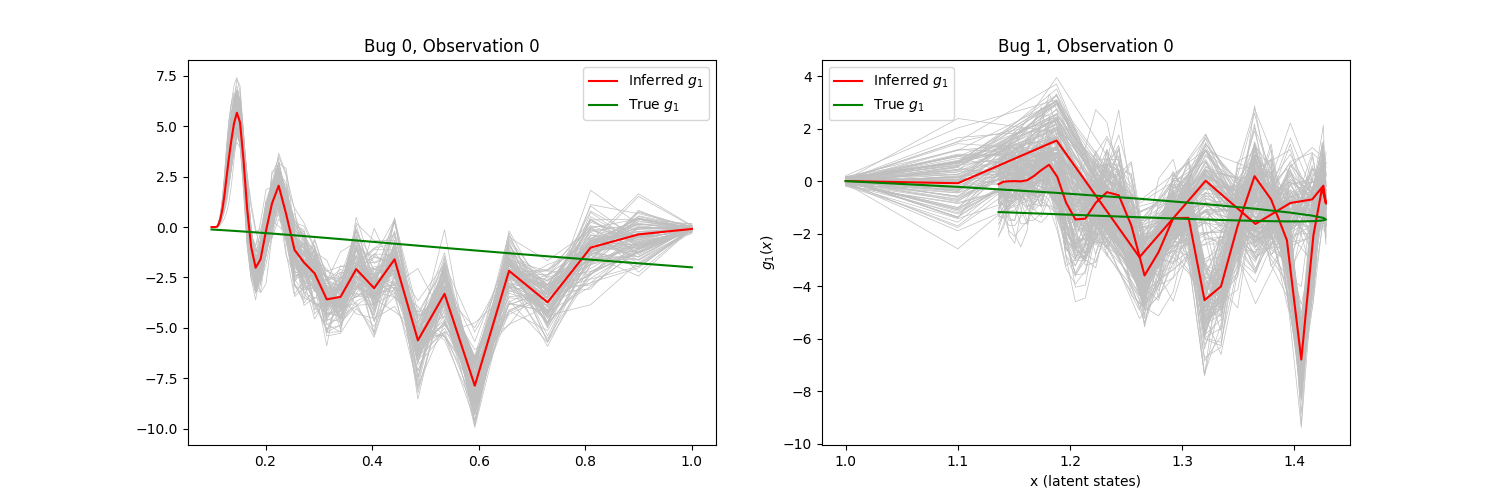 Bug 0, Observation 0
7.5
5.0
2.5
0.0
−2.5
−5.0
−7.5
−10.0
0.2 0.4 0.6 0.8 1.0
Inferred g₁
True g₁
Bug 1, Observation 0
4
2
0
−2
−4
−6
−8
−10
g₁(x)
1.0 1.1 1.2 1.3 1.4
x (latent states)
Inferred g₁
True g₁